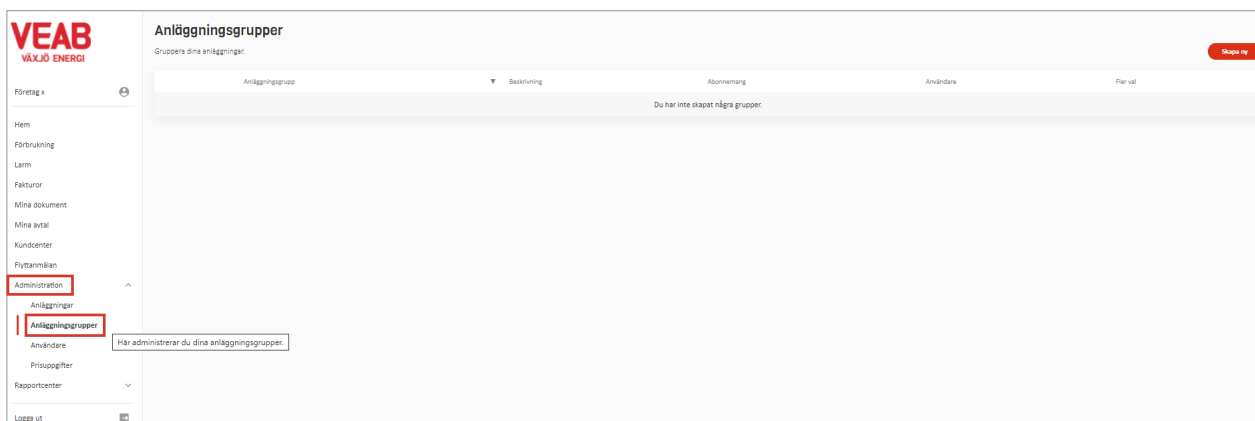 VEAB
VÄXJÖ ENERGI
Företag x
Hem
Förbrukning
Larm
Fakturor
Mina dokument
Mina avtal
Kundcenter
Flyttanmälan
Administration
Anläggningar
Anläggningsgrupper
Användare
Prisuppgifter
Rapportcenter
Logga ut
Anläggningsgrupper
Gruppera dina anläggningar.
Skapa ny
Anläggningsgrupp Beskrivning Abonnemang Användare Fler val
Du har inte skapat några grupper.
Här administrerar du dina anläggningsgrupper.